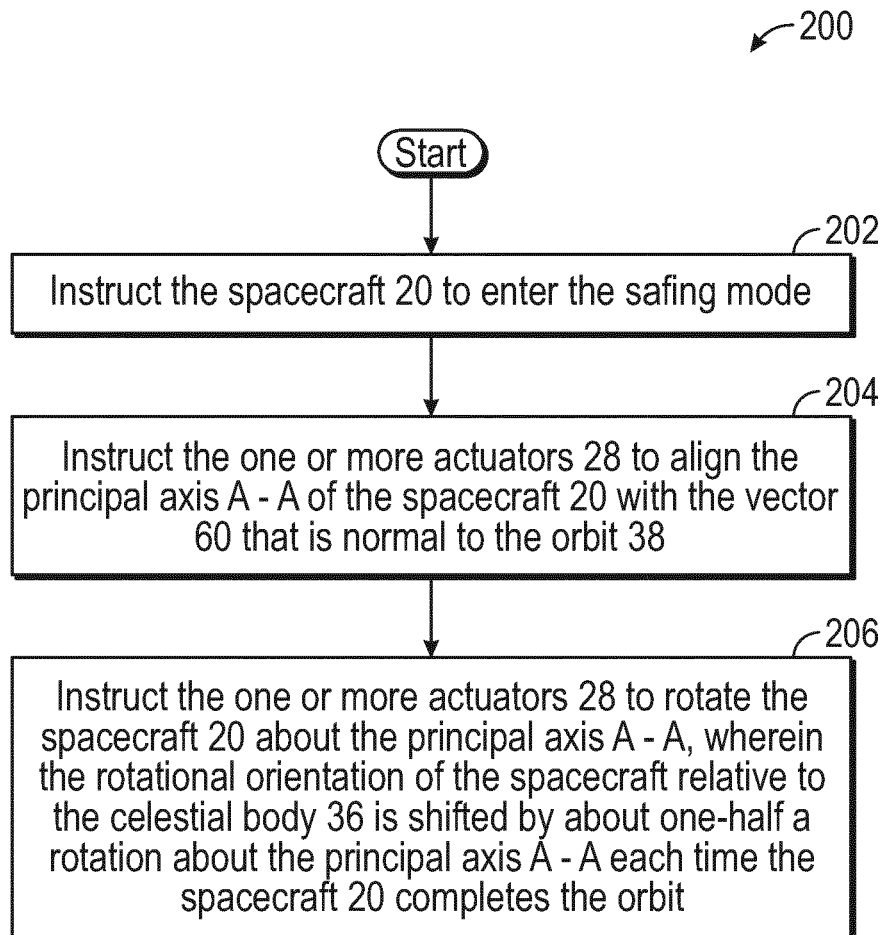 200
Start
202
Instruct the spacecraft 20 to enter the safing mode
204
Instruct the one or more actuators 28 to align the
principal axis A - A of the spacecraft 20 with the vector
60 that is normal to the orbit 38
206
Instruct the one or more actuators 28 to rotate the
spacecraft 20 about the principal axis A - A, wherein
the rotational orientation of the spacecraft relative to
the celestial body 36 is shifted by about one-half a
rotation about the principal axis A - A each time the
spacecraft 20 completes the orbit